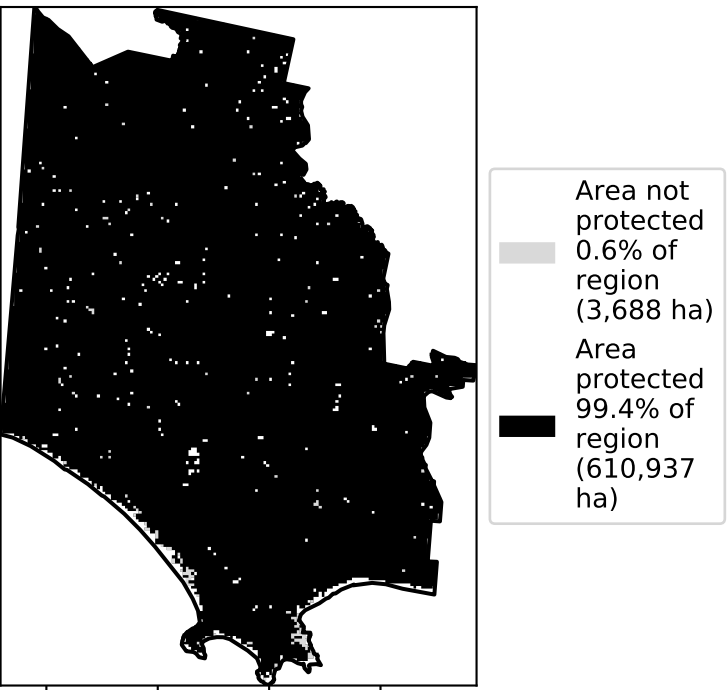 Area not
protected
0.6% of
region
(3,688 ha)
Area
protected
99.4% of
region
(610,937
ha)